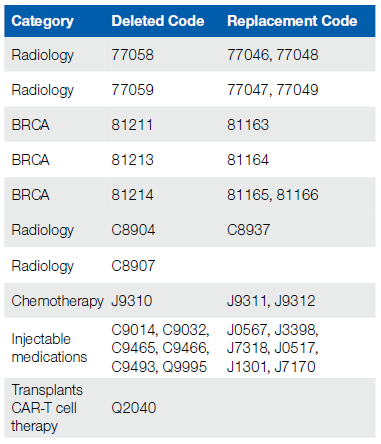 Category Deleted Code Replacement Code
Radiology 77058 77046, 77048
Radiology 77059 77047, 77049
BRCA 81211 81163
BRCA 81213 81164
BRCA 81214 81165, 81166
Radiology C8904 C8937
Radiology C8907
Chemotherapy J9310 J9311, J9312
Injectable medications
C9014, C9032,
C9465, C9466,
C9493, Q9995
J0567, J3398,
J7318, J0517,
J1301, J7170
Transplants
CAR-T cell
therapy
Q2040